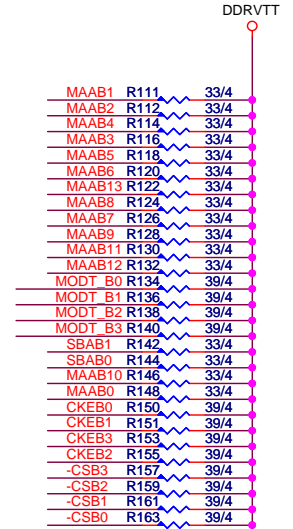 DDRVTT
MAAB1 R111 33/4
MAAB2 R112 33/4
MAAB4 R114 33/4
MAAB3 R116 33/4
MAAB5 R118 33/4
MAAB6 R120 33/4
MAAB13 R122 33/4
MAAB8 R124 33/4
MAAB7 R126 33/4
MAAB9 R128 33/4
MAAB11 R130 33/4
MAAB12 R132 33/4
MODT_B0 R134 39/4
MODT_B1 R136 39/4
MODT_B2 R138 39/4
MODT_B3 R140 39/4
SBAB1 R142 33/4
SBAB0 R144 33/4
MAAB10 R146 33/4
MAAB0 R148 33/4
CKEB0 R150 39/4
CKEB1 R151 39/4
CKEB3 R153 39/4
CKEB2 R155 39/4
-CSB3 R157 39/4
-CSB2 R159 39/4
-CSB1 R161 39/4
-CSB0 R163 39/4